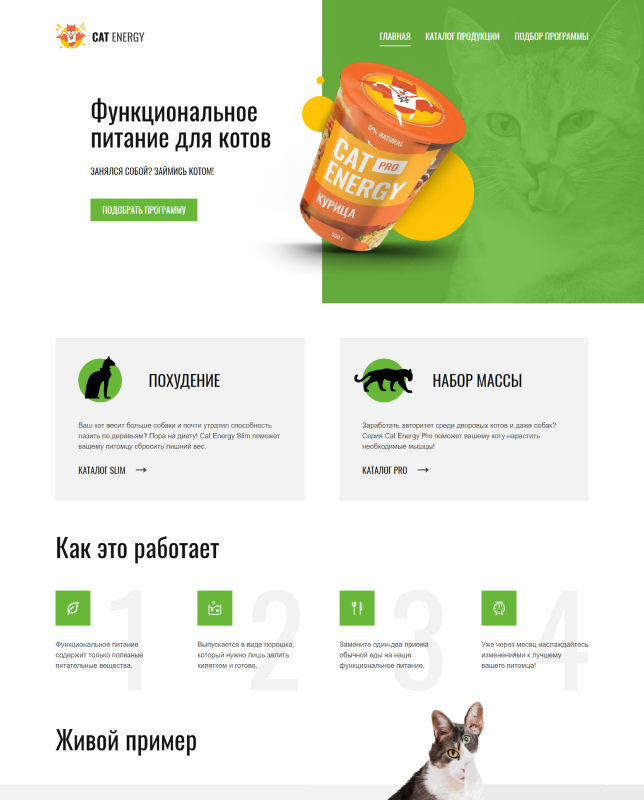 CAT ENERGY
ГЛАВНАЯ КАТАЛОГ ПРОДУКЦИИ ПОДБОР ПРОГРАММЫ
Функциональное
питание для котов
ЗАНЯЛСЯ СОБОЙ? ЗАЙМИСЬ КОТОМ!
ПОДОБРАТЬ ПРОГРАММУ
0% NATURAL
CAT PRO
ENERGY
КУРИЦА
500 г
ПОХУДЕНИЕ
Ваш кот весит больше собаки и почти утратил способность
лазить по деревьям? Пора на диету! Cat Energy Slim поможет
вашему питомцу сбросить лишний вес.
КАТАЛОГ SLIM →
НАБОР МАССЫ
Заработать авторитет среди дворовых котов и даже собак?
Серия Cat Energy Pro поможет вашему коту нарастить
необходимые мышцы!
КАТАЛОГ PRO →
Как это работает
1
Функциональное питание
содержит только полезные
питательные вещества.
2
Выпускается в виде порошка,
который нужно лишь залить
кипятком и готово.
3
Замените один-два приема
обычной еды на наше
функциональное питание.
4
Уже через месяц наслаждайтесь
изменениями к лучшему
вашего питомца!
Живой пример